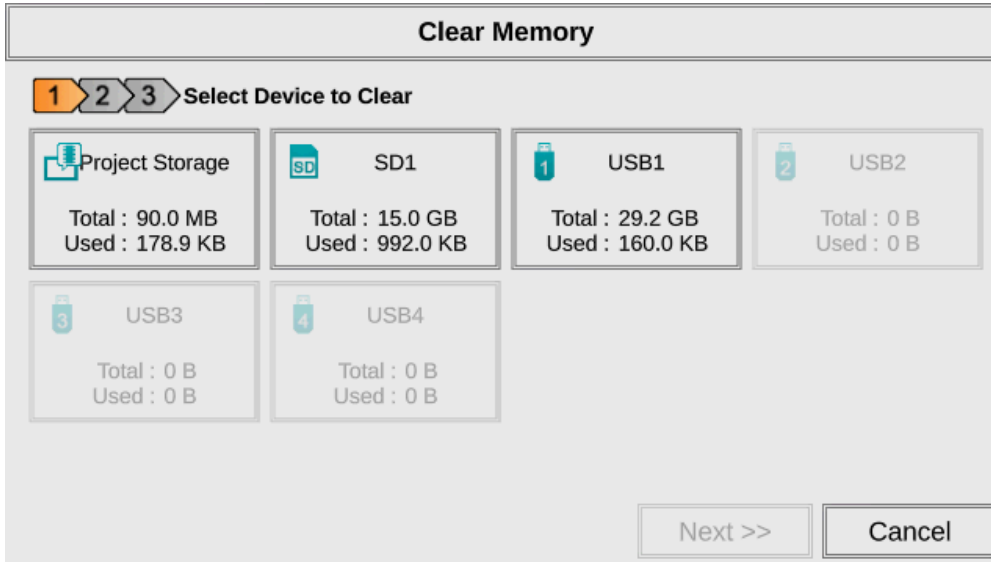 Clear Memory
1 2 3 Select Device to Clear
Project Storage
Total : 90.0 MB
Used : 178.9 KB
SD SD1
Total : 15.0 GB
Used : 992.0 KB
1 USB1
Total : 29.2 GB
Used : 160.0 KB
2 USB2
Total : 0 B
Used : 0 B
3 USB3
Total : 0 B
Used : 0 B
4 USB4
Total : 0 B
Used : 0 B
Next >>
Cancel